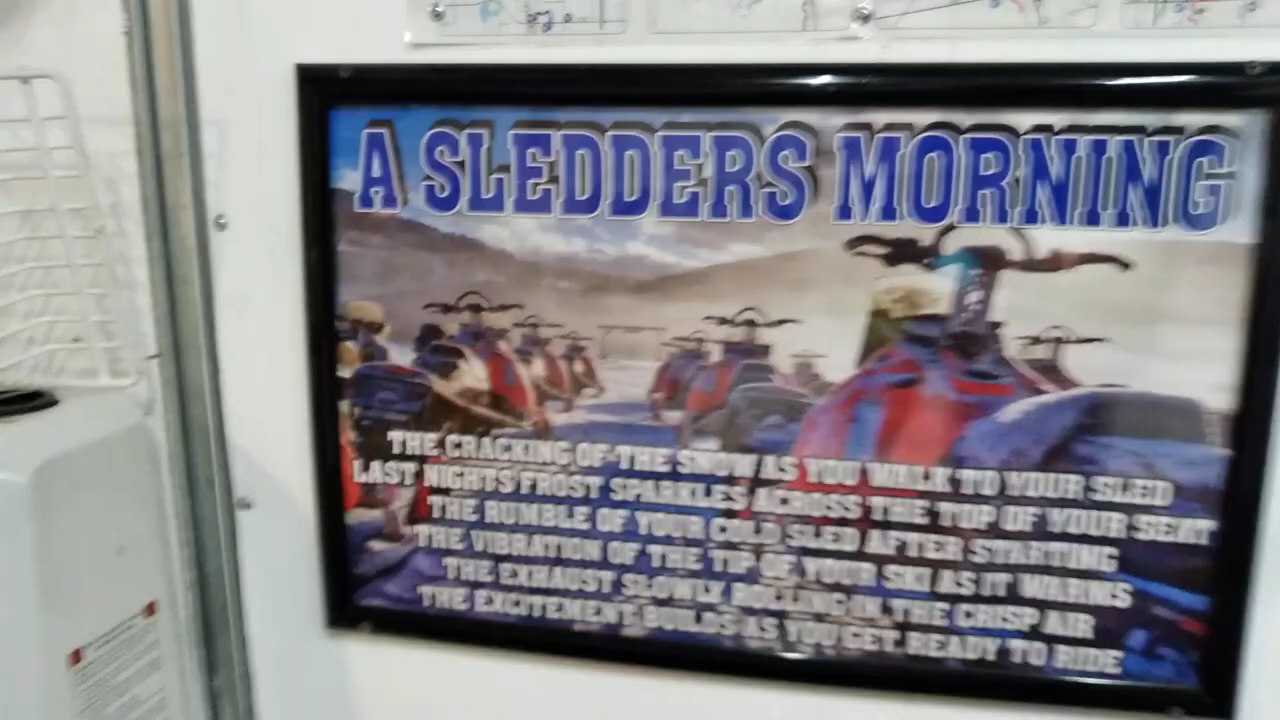 A SLEDDERS MORNING
THE CRACKING OF THE SNOW AS YOU WALK TO YOUR SLED
LAST NIGHTS FROST SPARKLES ACROSS THE TOP OF YOUR SEAT
THE RUMBLE OF YOUR COLD SLED AFTER STARTING
THE VIBRATION OF THE TIP OF YOUR SKI AS IT WARMS
THE EXHAUST SLOWLY ROLLING IN THE CRISP AIR
THE EXCITEMENT BUILDS AS YOU GET READY TO RIDE